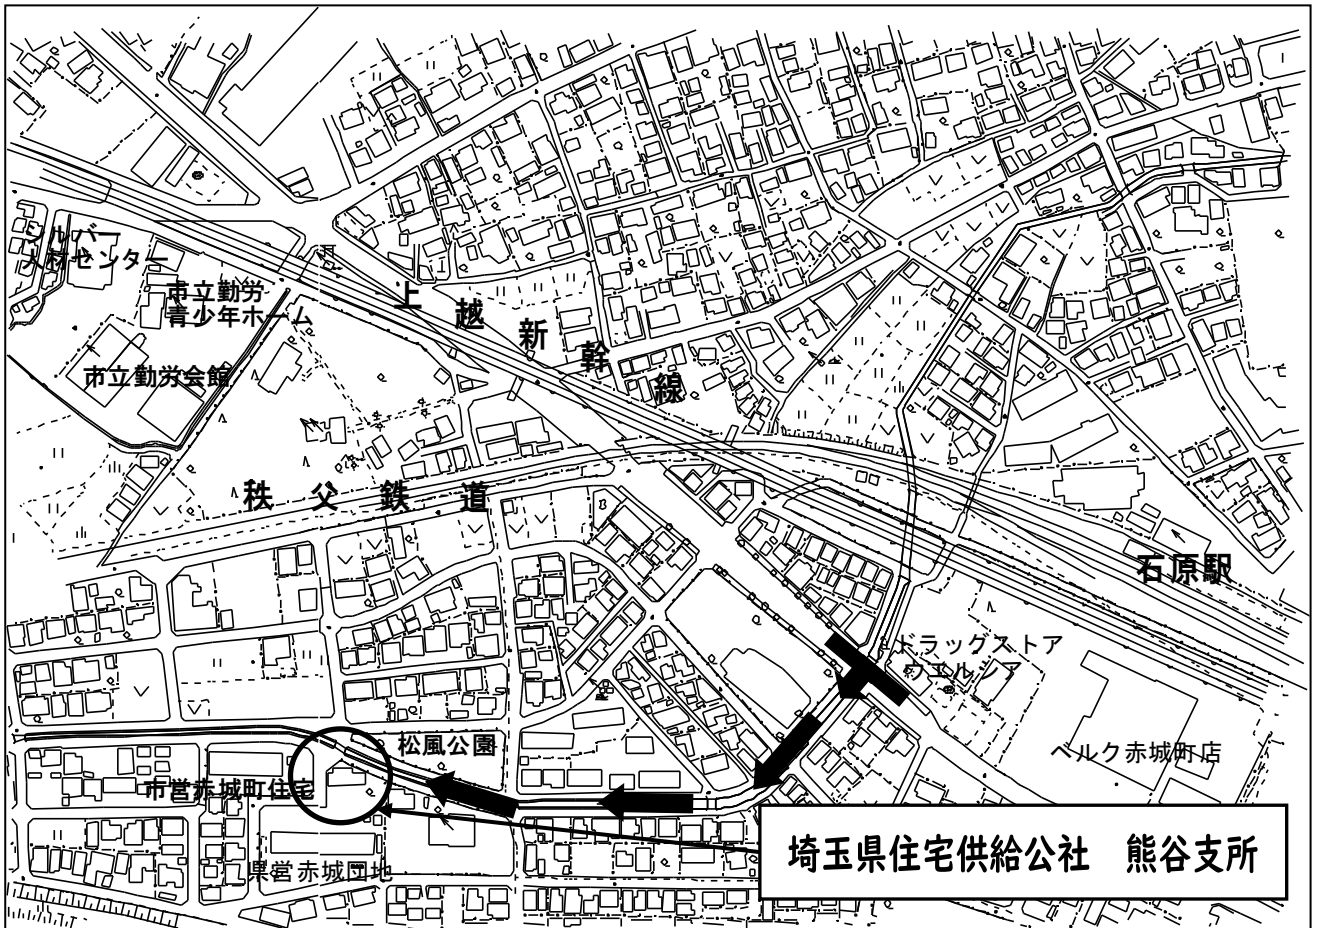 シルバー
人材センター
市立勤労
青少年ホーム
市立勤労会館
上越新幹線
秩父鉄道
石原駅
ドラッグストア
ウエルシア
ベルク赤城町店
松風公園
市営赤城町住宅
県営赤城団地
埼玉県住宅供給公社　熊谷支所